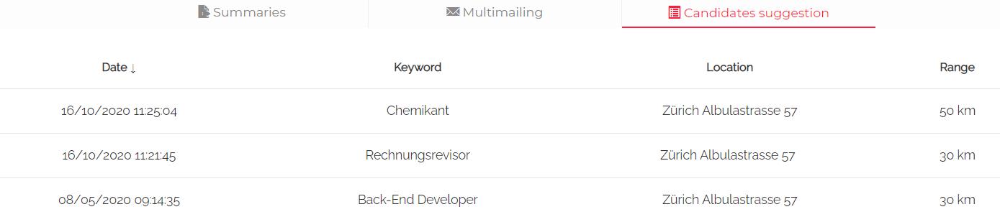 Summaries Multimailing Candidates suggestion
Date ↓ Keyword Location Range
16/10/2020 11:25:04 Chemikant Zürich Albulastrasse 57 50 km
16/10/2020 11:21:45 Rechnungsrevisor Zürich Albulastrasse 57 30 km
08/05/2020 09:14:35 Back-End Developer Zürich Albulastrasse 57 30 km